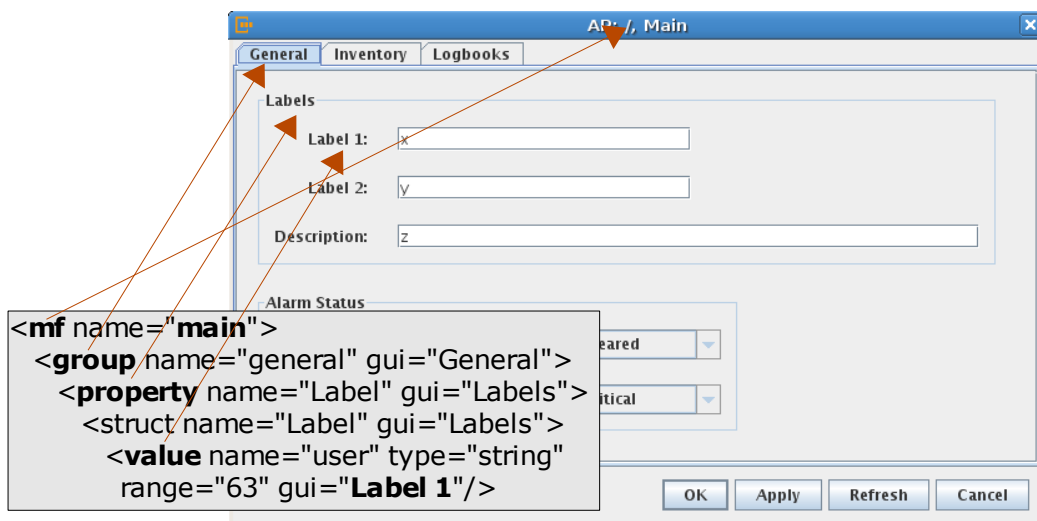 AP: /, Main
General Inventory Logbooks
Labels
Label 1: x
Label 2: y
Description: z
Alarm Status
eared
itical
<mf name="main">
<group name="general" gui="General">
<property name="Label" gui="Labels">
<struct name="Label" gui="Labels">
<value name="user" type="string"
range="63" gui="Label 1"/>
OK Apply Refresh Cancel